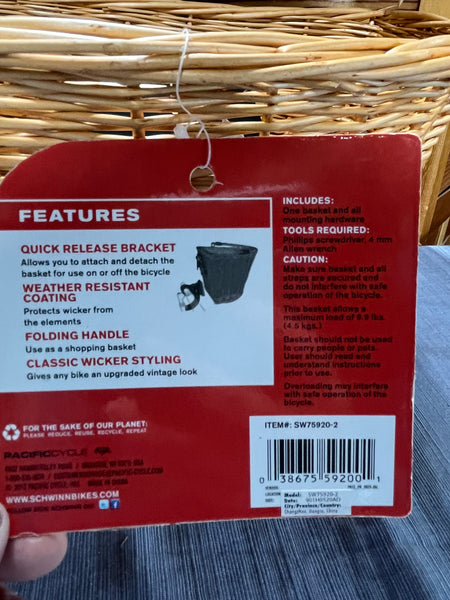 FEATURES
QUICK RELEASE BRACKET
Allows you to attach and detach the
basket for use on or off the bicycle
WEATHER RESISTANT
COATING
Protects wicker from
the elements
FOLDING HANDLE
Use as a shopping basket
CLASSIC WICKER STYLING
Gives any bike an upgraded vintage look
INCLUDES:
One basket and all
mounting hardware
TOOLS REQUIRED:
Phillips screwdriver, 4 mm
Allen wrench
CAUTION:
Make sure basket and all
straps are secured and
do not interfere with safe
operation of the bicycle.
This basket allows a
maximum load of 9.9 lbs.
(4.5 kgs.)
Basket should not be used
to carry people or pets.
User should read and
understand instructions
prior to use.
Overloading may interfere
with safe operation of the
bicycle.
FOR THE SAKE OF OUR PLANET:
PLEASE REDUCE, REUSE, RECYCLE, REPEAT
PACIFIC CYCLE
WWW.SCHWINNBIKES.COM
ITEM#: SW75920-2
0 38675 59200 1
Model: SW75920-2